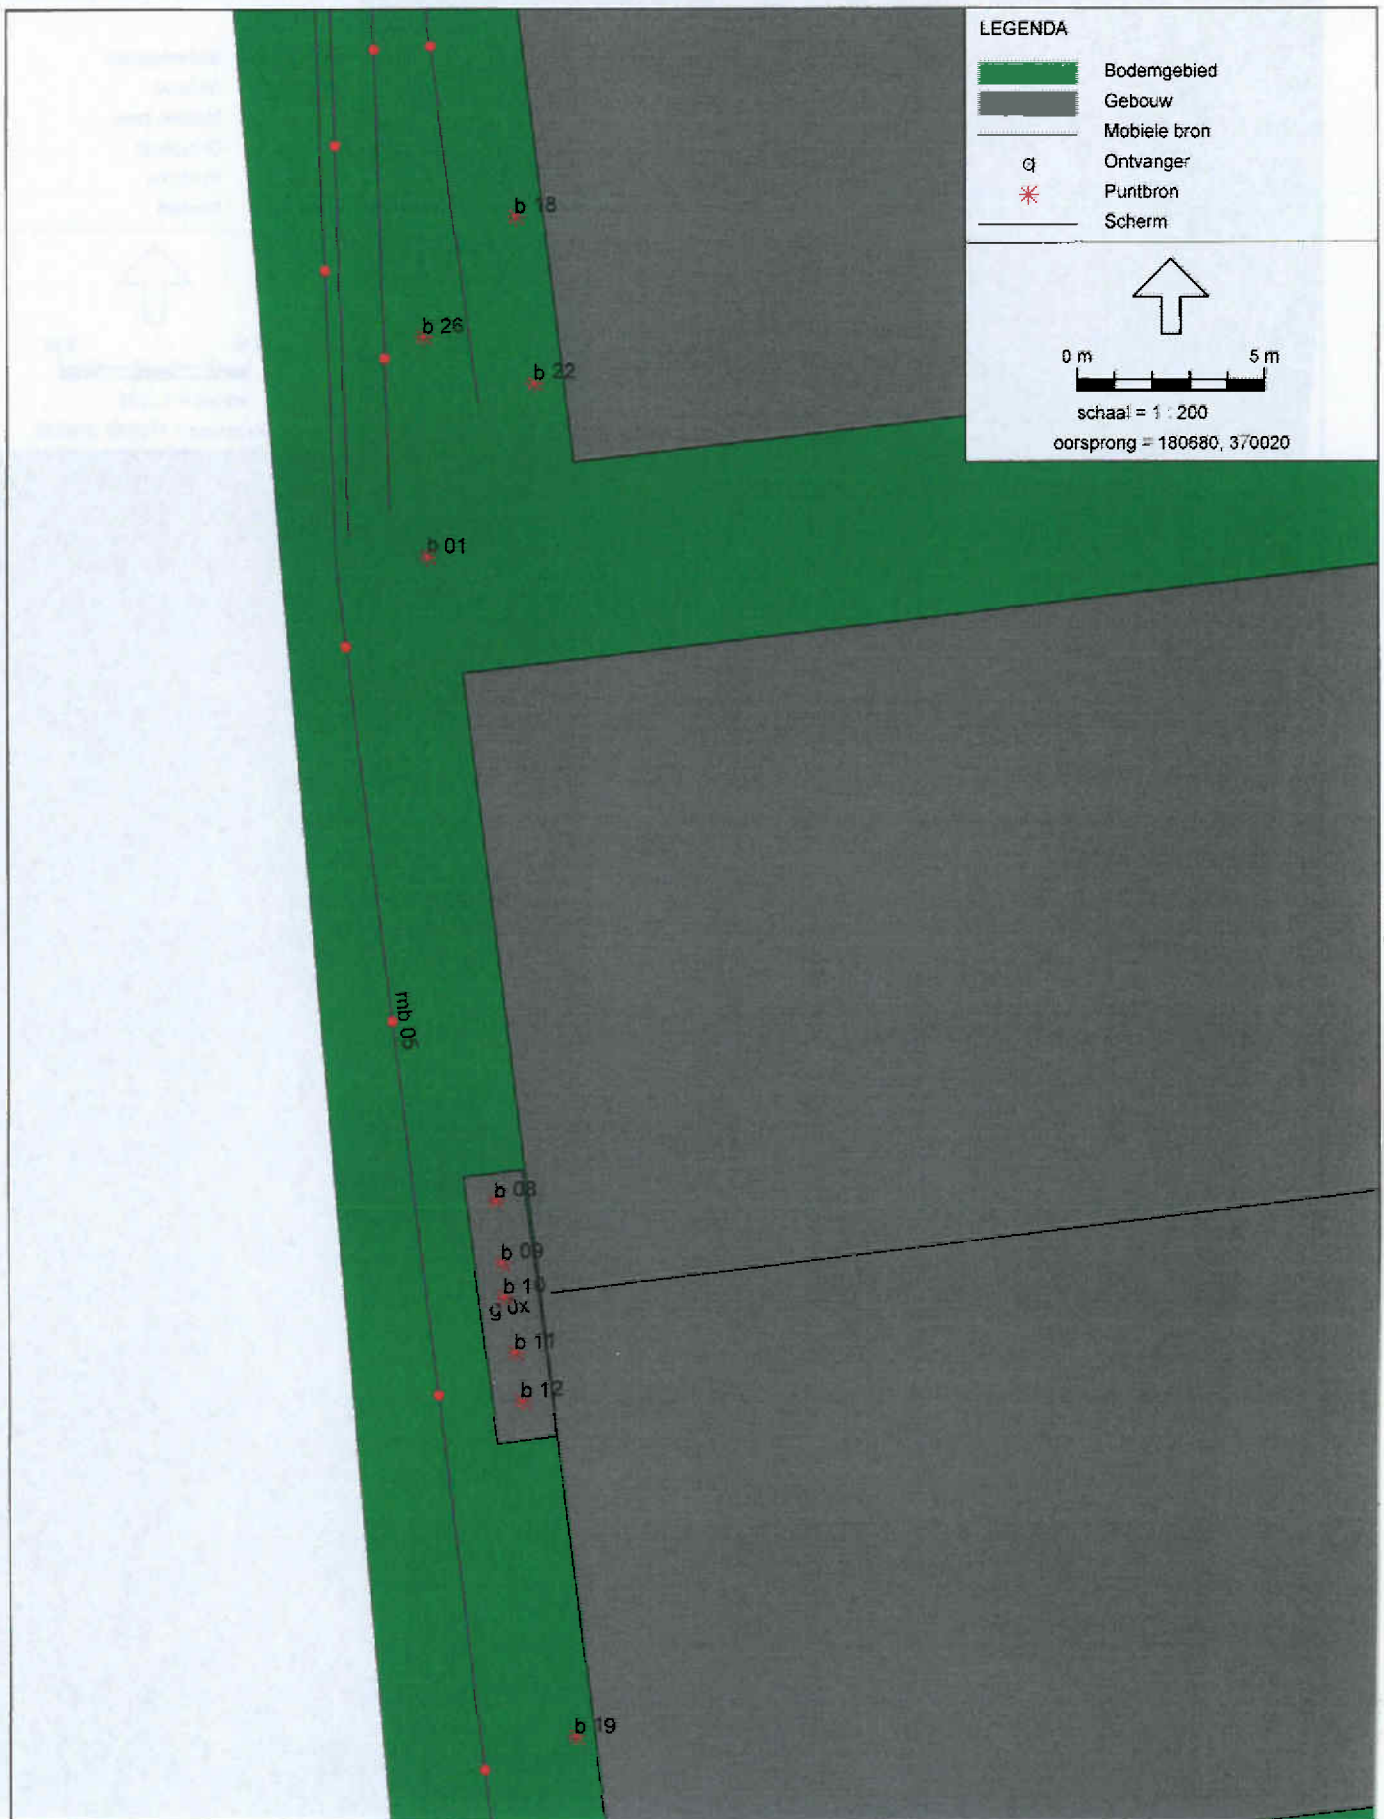 LEGENDA
Bodemgebied
Gebouw
Mobiele bron
Ontvanger
Puntbron
Scherm
0 m 5 m
schaal = 1 : 200
oorsprong = 180680, 370020
b 18
b 26
b 22
b 01
mb 05
b 08
b 09
b 10
g 0x
b 11
b 12
b 19